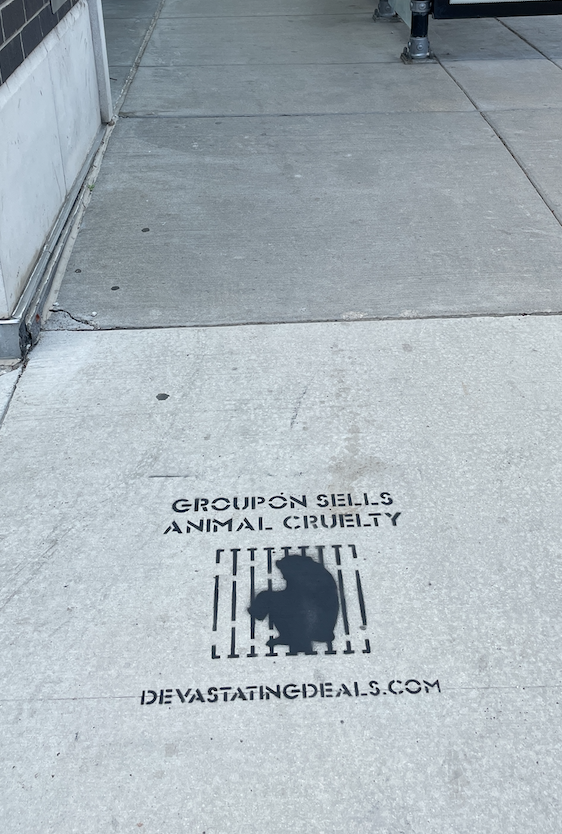 GROUPON SELLS
ANIMAL CRUELTY
DEVASTATINGDEALS.COM